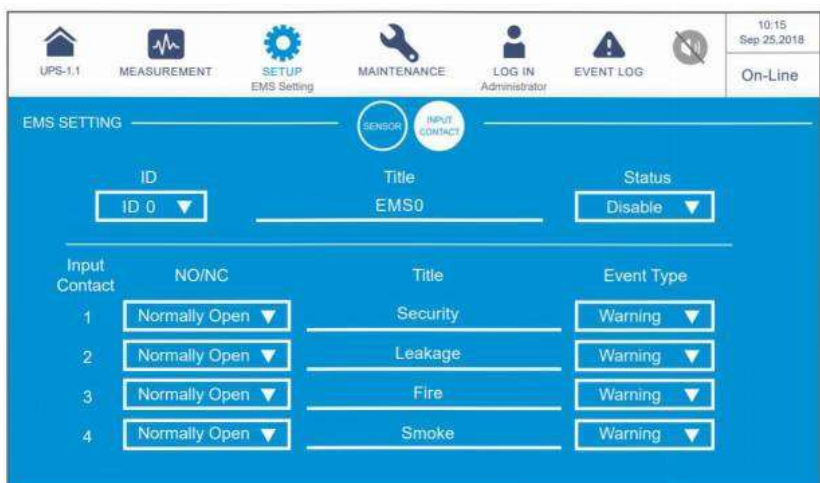 10:15
Sep 25,2018
On-Line
UPS-1.1 MEASUREMENT SETUP MAINTENANCE LOG IN EVENT LOG
EMS Setting Administrator
EMS SETTING SENSOR INPUT CONTACT
ID Title Status
ID 0 EMS0 Disable
Input Contact NO/NC Title Event Type
1 Normally Open Security Warning
2 Normally Open Leakage Warning
3 Normally Open Fire Warning
4 Normally Open Smoke Warning